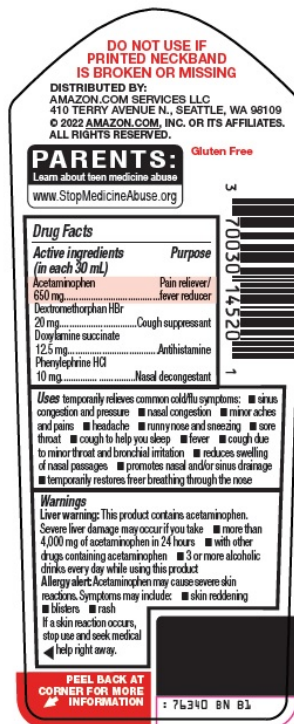 DO NOT USE IF
PRINTED NECKBAND
IS BROKEN OR MISSING
DISTRIBUTED BY:
AMAZON.COM SERVICES LLC
410 TERRY AVENUE N., SEATTLE, WA 98109
© 2022 AMAZON.COM, INC. OR ITS AFFILIATES.
ALL RIGHTS RESERVED.
PARENTS:
Learn about teen medicine abuse
www.StopMedicineAbuse.org
Gluten Free
3 70030 14520 1
Drug Facts
Active ingredients Purpose
(in each 30 mL)
Acetaminophen Pain reliever/
650 mg......................................fever reducer
Dextromethorphan HBr
20 mg..............................Cough suppressant
Doxylamine succinate
12.5 mg....................................Antihistamine
Phenylephrine HCl
10 mg..................................Nasal decongestant
Uses temporarily relieves common cold/flu symptoms: ■ sinus
congestion and pressure ■ nasal congestion ■ minor aches
and pains ■ headache ■ runny nose and sneezing ■ sore
throat ■ cough to help you sleep ■ fever ■ cough due
to minor throat and bronchial irritation ■ reduces swelling
of nasal passages ■ promotes nasal and/or sinus drainage
■ temporarily restores freer breathing through the nose
Warnings
Liver warning: This product contains acetaminophen.
Severe liver damage may occur if you take ■ more than
4,000 mg of acetaminophen in 24 hours ■ with other
drugs containing acetaminophen ■ 3 or more alcoholic
drinks every day while using this product
Allergy alert: Acetaminophen may cause severe skin
reactions. Symptoms may include: ■ skin reddening
■ blisters ■ rash
If a skin reaction occurs,
stop use and seek medical
help right away.
PEEL BACK AT
CORNER FOR MORE
INFORMATION
: 76340 BN B1